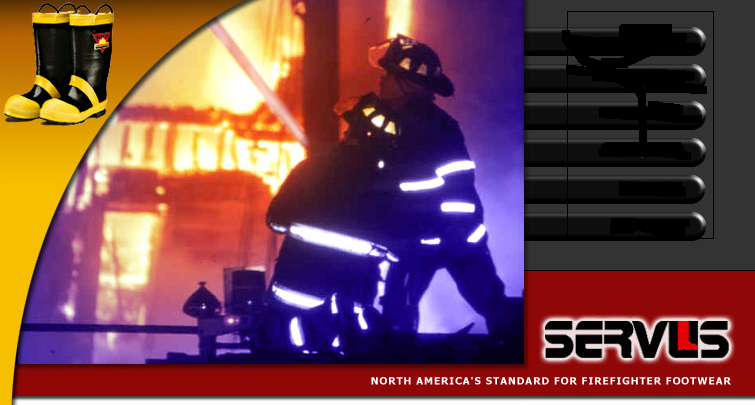 SERVUS
NORTH AMERICA'S STANDARD FOR FIREFIGHTER FOOTWEAR